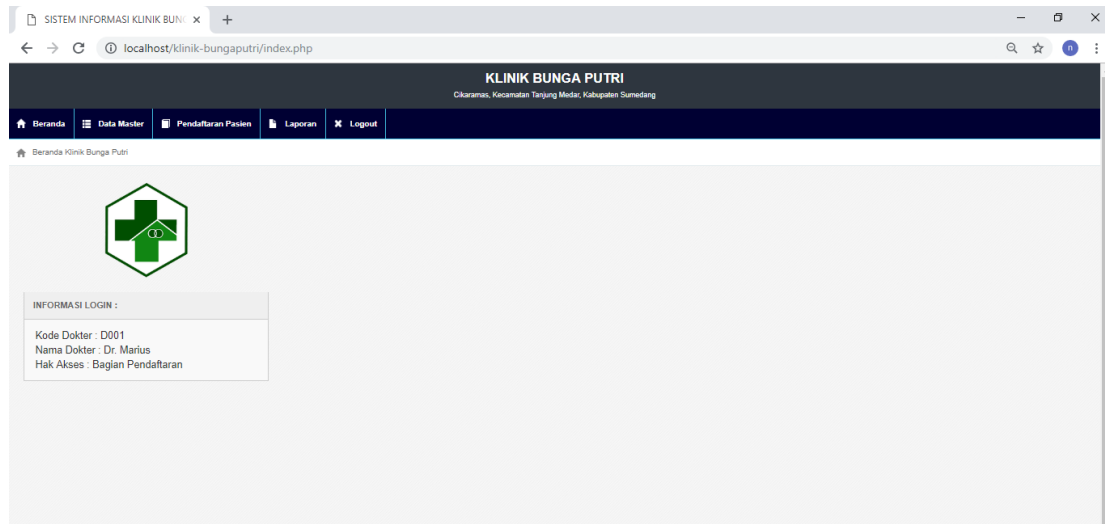 SISTEM INFORMASI KLINIK BUN
localhost/klinik-bungaputri/index.php
n
KLINIK BUNGA PUTRI
Cikaramas, Kecamatan Tanjung Medar, Kabupaten Sumedang
Beranda Data Master Pendaftaran Pasien Laporan Logout
Beranda Klinik Bunga Putri
INFORMASI LOGIN :
Kode Dokter : D001
Nama Dokter : Dr. Marius
Hak Akses : Bagian Pendaftaran